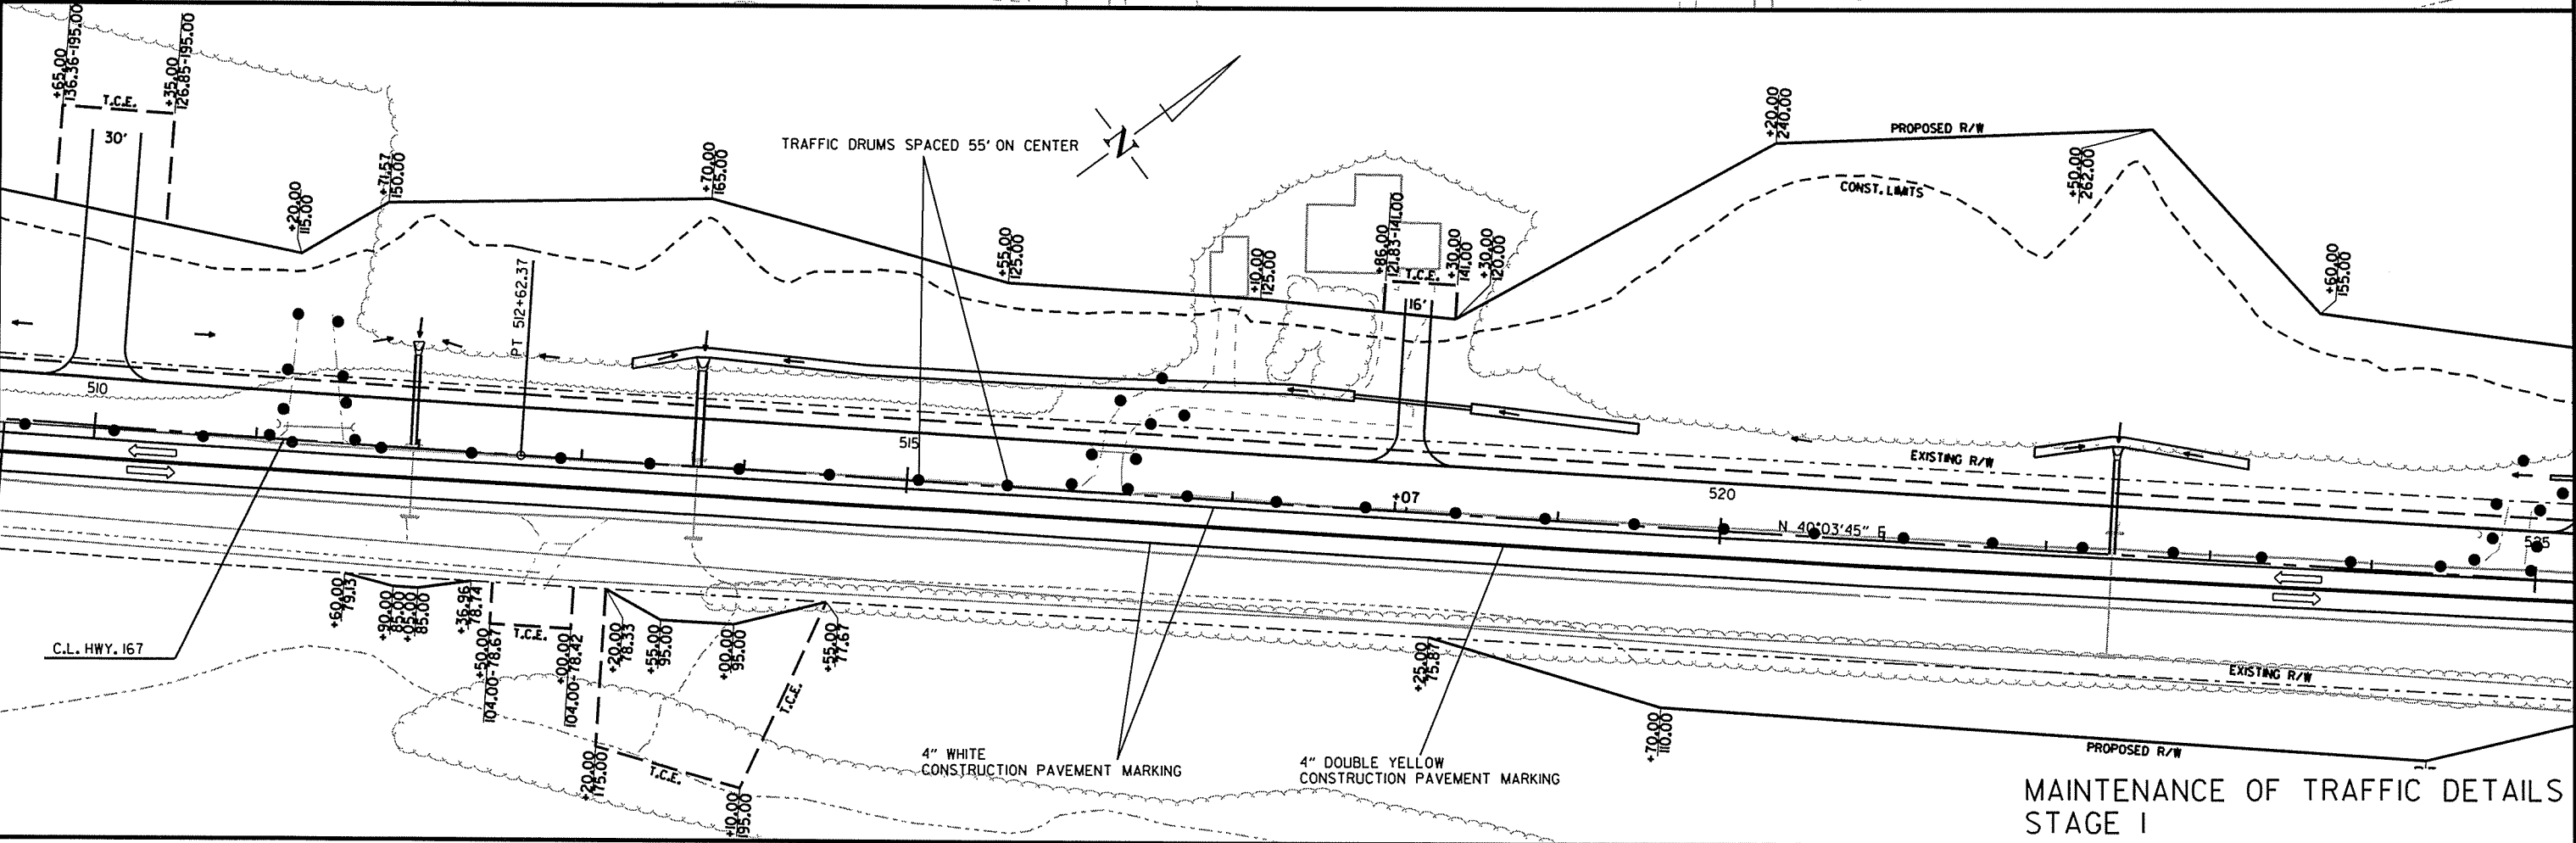 +65.00
136.36-195.00
T.C.E.
+35.00
126.85-195.00
30'
+20.00
115.00
+71.57
150.00
+70.00
165.00
TRAFFIC DRUMS SPACED 55' ON CENTER
N
+55.00
125.00
+10.00
125.00
+86.00
121.83-141.00
T.C.E.
16'
+30.00
141.00
+30.00
120.00
+20.00
240.00
PROPOSED R/W
CONST. LIMITS
+50.00
262.00
+60.00
155.00
PT 512+62.37
510
515
+07
520
N 40°03'45" E
EXISTING R/W
525
C.L. HWY. 167
+60.00
79.13
+90.00
85.00
+05.00
85.00
+36.96
78.74
+50.00
104.00-78.67
T.C.E.
+00.00
104.00-78.42
+20.00
78.33
+55.00
95.00
+00.00
95.00
+55.00
77.67
T.C.E.
+20.00
175.00
T.C.E.
+10.00
195.00
4" WHITE
CONSTRUCTION PAVEMENT MARKING
4" DOUBLE YELLOW
CONSTRUCTION PAVEMENT MARKING
+25.00
75.87
+70.00
110.00
EXISTING R/W
PROPOSED R/W
MAINTENANCE OF TRAFFIC DETAILS
STAGE I